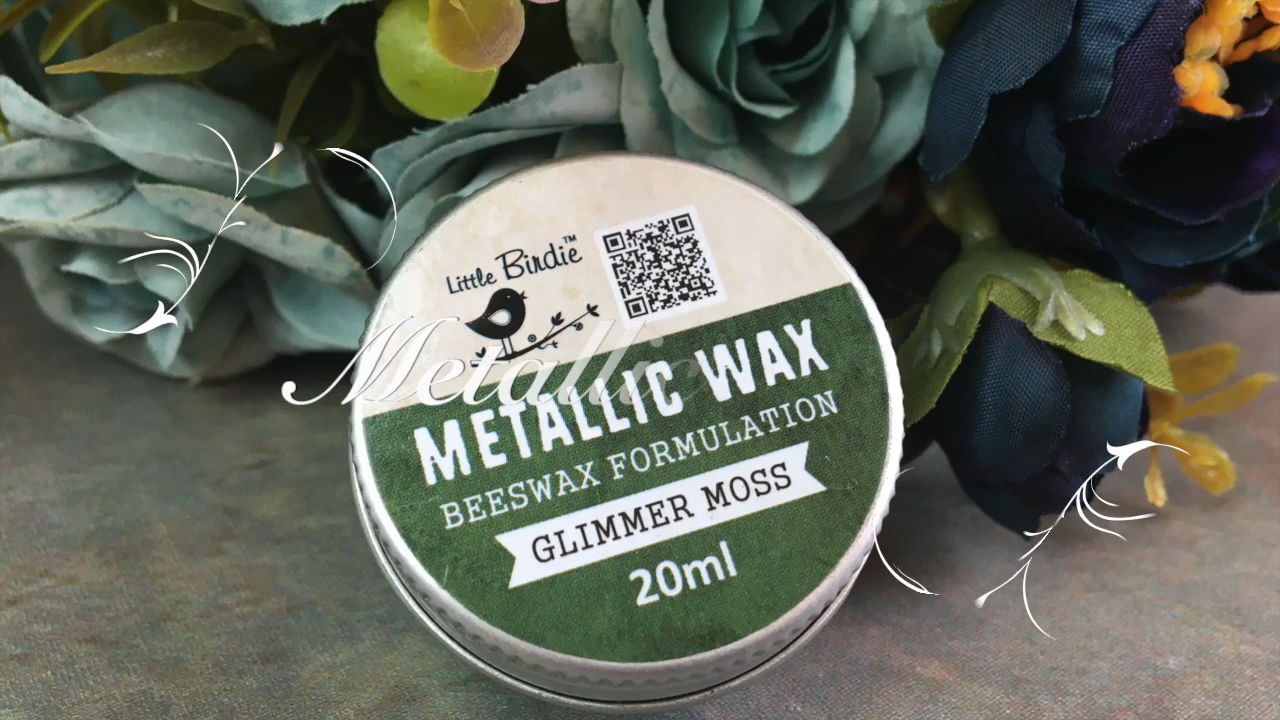 Little Birdie™
Metallic
METALLIC WAX
BEESWAX FORMULATION
GLIMMER MOSS
20ml